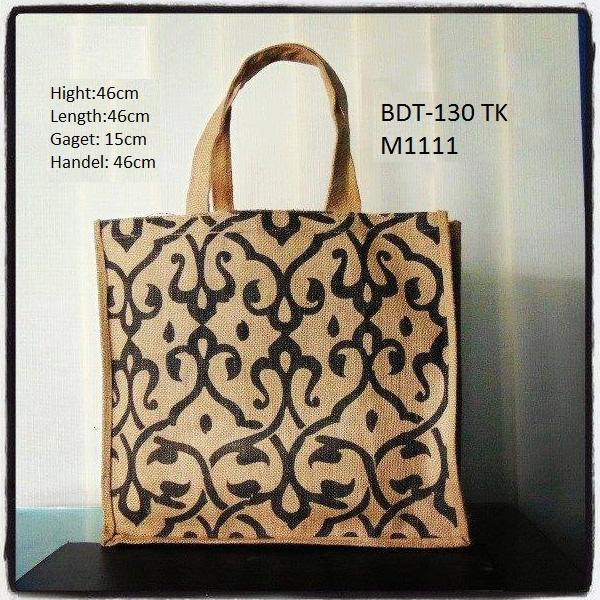 Hight:46cm
Length:46cm
Gaget: 15cm
Handel: 46cm
BDT-130 TK
M1111